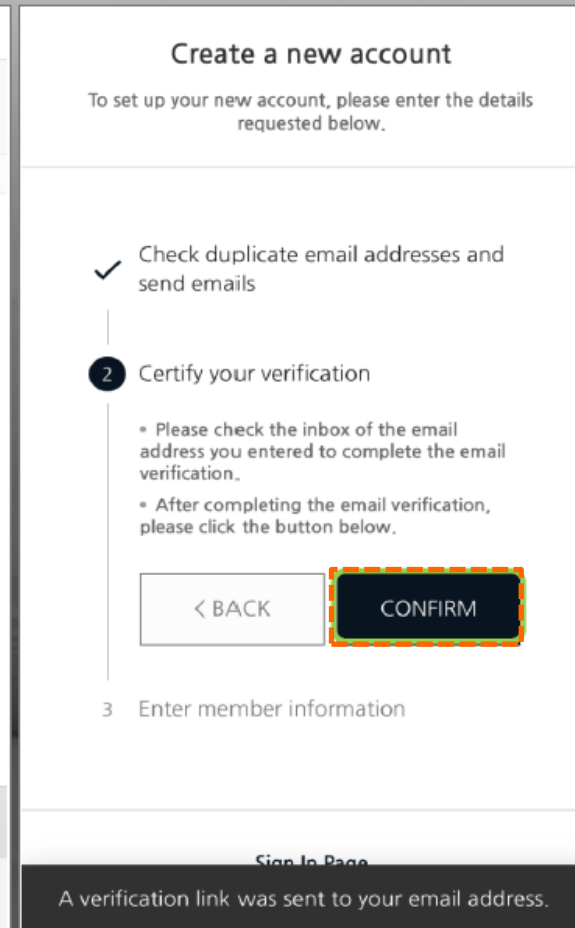 Create a new account
To set up your new account, please enter the details
requested below.
Check duplicate email addresses and
send emails
2 Certify your verification
• Please check the inbox of the email
address you entered to complete the email
verification.
• After completing the email verification,
please click the button below.
< BACK CONFIRM
3 Enter member information
Sign In Page
A verification link was sent to your email address.